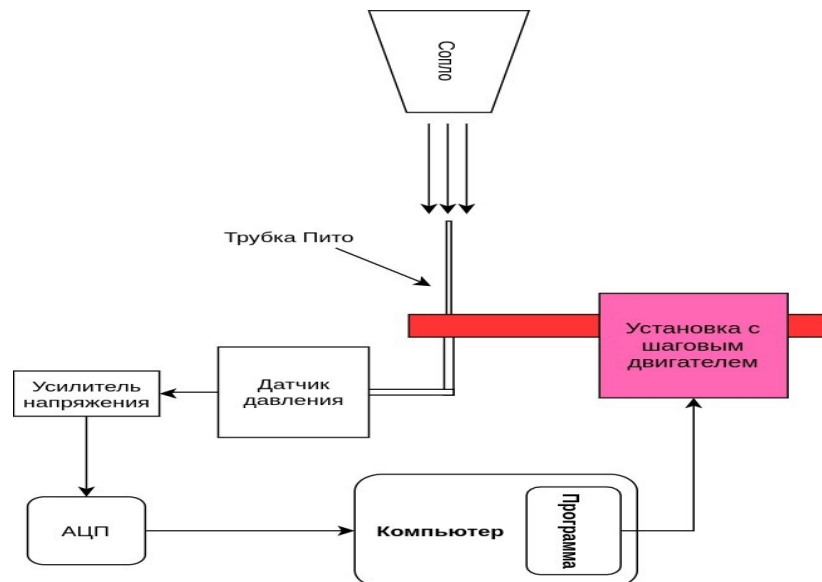 Сопло
Трубка Пито
Установка с
шаговым
двигателем
Датчик
давления
Усилитель
напряжения
АЦП
Компьютер
Программа